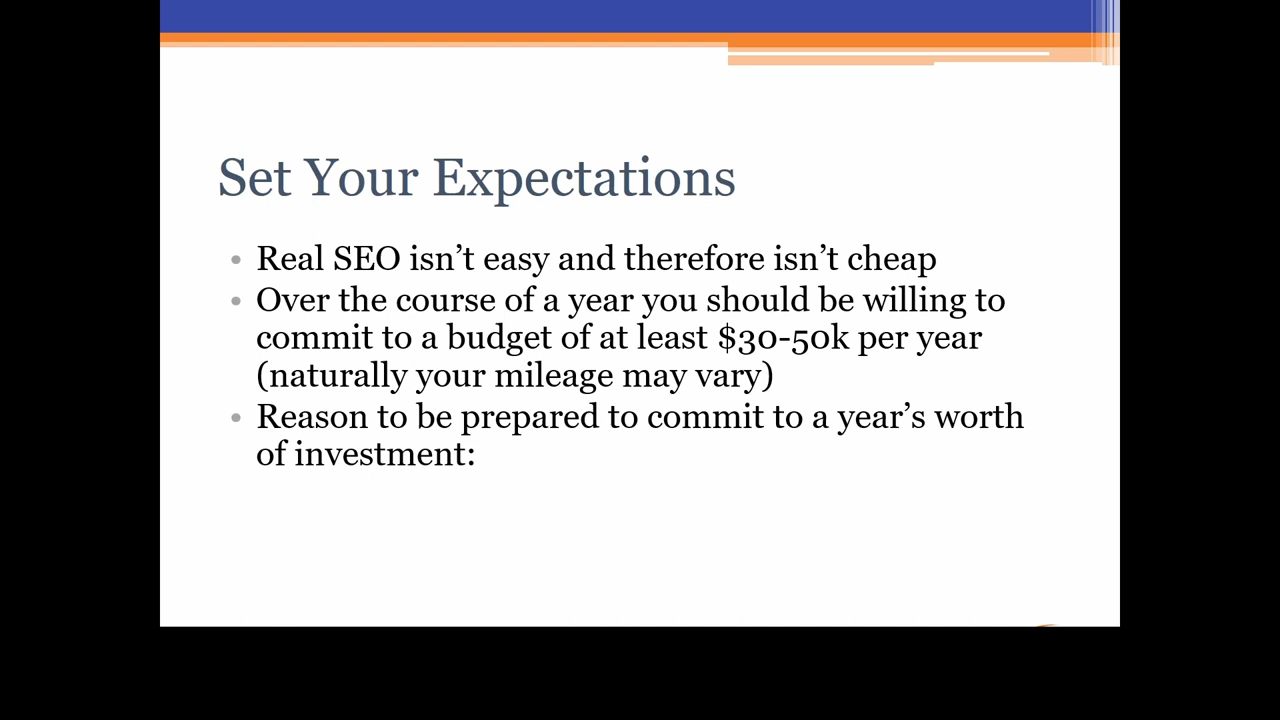 Set Your Expectations
• Real SEO isn’t easy and therefore isn’t cheap
• Over the course of a year you should be willing to
commit to a budget of at least $30-50k per year
(naturally your mileage may vary)
• Reason to be prepared to commit to a year’s worth
of investment: